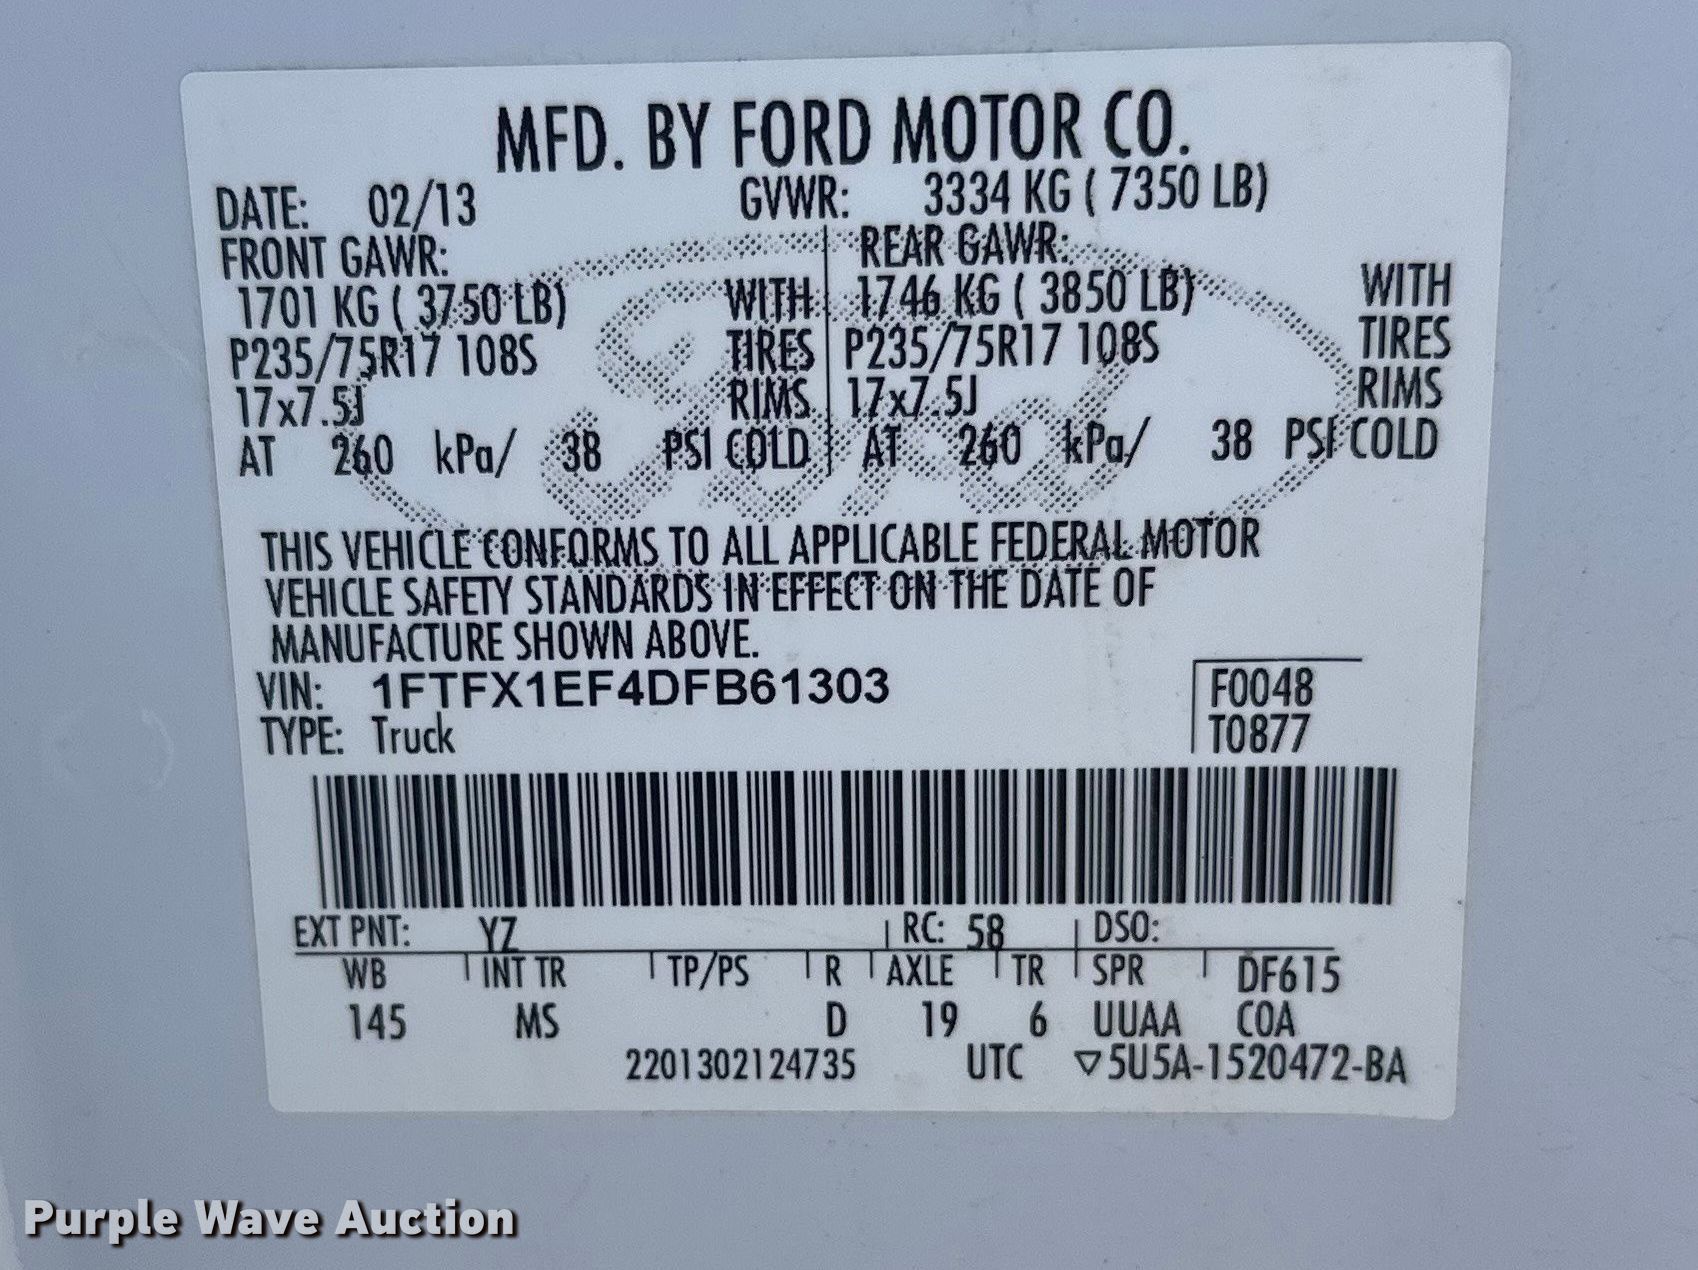 MFD. BY FORD MOTOR CO.
DATE: 02/13 GVWR: 3334 KG ( 7350 LB)
FRONT GAWR: REAR GAWR:
1701 KG ( 3750 LB) WITH 1746 KG ( 3850 LB) WITH
P235/75R17 108S TIRES P235/75R17 108S TIRES
17x7.5J RIMS 17x7.5J RIMS
AT 260 kPa/ 38 PSI COLD AT 260 kPa/ 38 PSI COLD
THIS VEHICLE CONFORMS TO ALL APPLICABLE FEDERAL MOTOR
VEHICLE SAFETY STANDARDS IN EFFECT ON THE DATE OF
MANUFACTURE SHOWN ABOVE.
VIN: 1FTFX1EF4DFB61303 F0048
TYPE: Truck T0877
EXT PNT: YZ RC: 58 DSO:
WB INT TR TP/PS R AXLE TR SPR DF615
145 MS D 19 6 UUAA COA
2201302124735 UTC ▽5U5A-1520472-BA
Purple Wave Auction